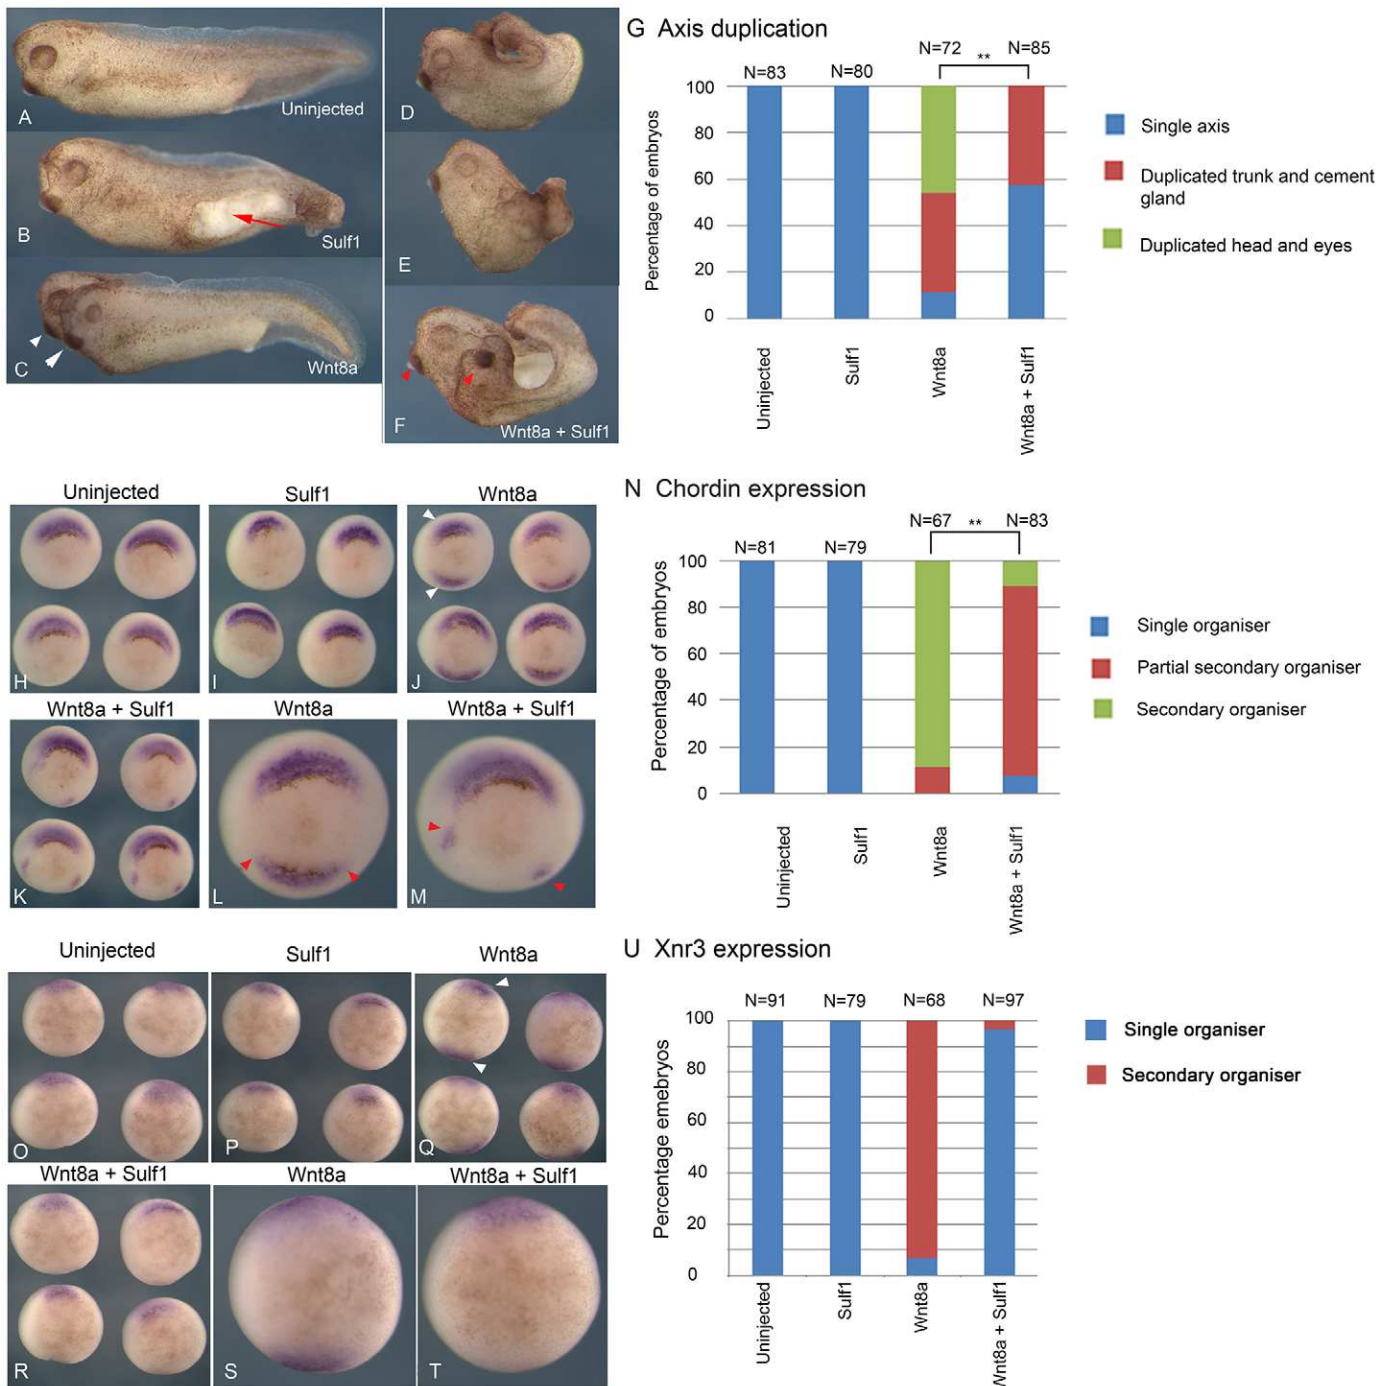 A
Uninjected
B
Sulf1
C
Wnt8a
D
E
F
Wnt8a + Sulf1
G Axis duplication
N=83
N=80
N=72
**
N=85
Percentage of embryos
100
80
60
40
20
0
Uninjected
Sulf1
Wnt8a
Wnt8a + Sulf1
Single axis
Duplicated trunk and cement
gland
Duplicated head and eyes
Uninjected
Sulf1
Wnt8a
H
I
J
Wnt8a + Sulf1
Wnt8a
Wnt8a + Sulf1
K
L
M
N Chordin expression
N=81
N=79
N=67
**
N=83
Percentage of embryos
100
80
60
40
20
0
Uninjected
Sulf1
Wnt8a
Wnt8a + Sulf1
Single organiser
Partial secondary organiser
Secondary organiser
Uninjected
Sulf1
Wnt8a
O
P
Q
Wnt8a + Sulf1
Wnt8a
Wnt8a + Sulf1
R
S
T
U Xnr3 expression
N=91
N=79
N=68
N=97
Percentage emebryos
100
80
60
40
20
0
Uninjected
Sulf1
Wnt8a
Wnt8a + Sulf1
Single organiser
Secondary organiser